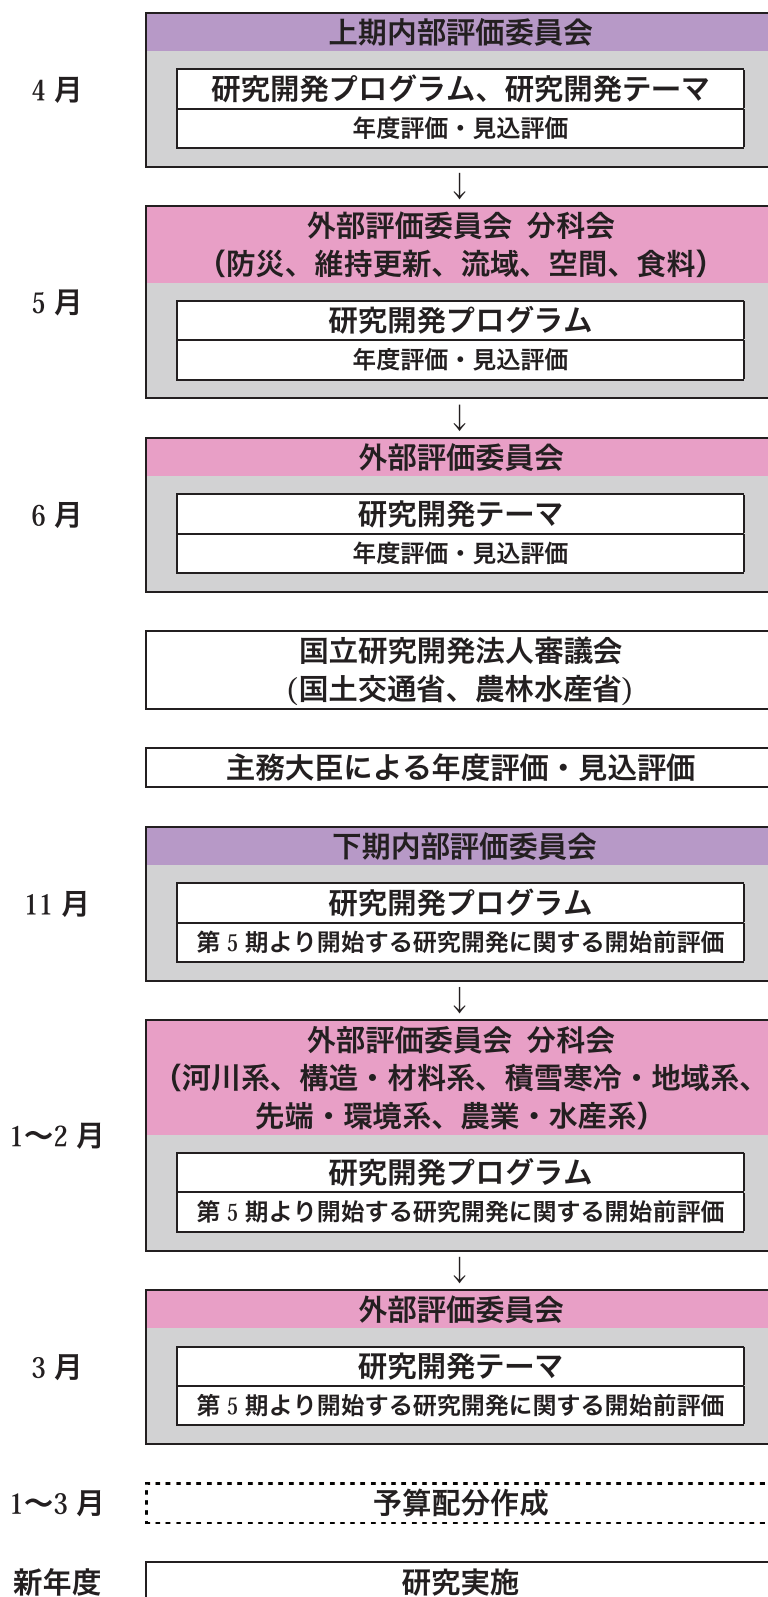 上期内部評価委員会
4 月
研究開発プログラム、研究開発テーマ
年度評価・見込評価
↓
外部評価委員会 分科会
（防災、維持更新、流域、空間、食料）
5 月
研究開発プログラム
年度評価・見込評価
↓
外部評価委員会
6 月
研究開発テーマ
年度評価・見込評価
国立研究開発法人審議会
(国土交通省、農林水産省)
主務大臣による年度評価・見込評価
下期内部評価委員会
11 月
研究開発プログラム
第 5 期より開始する研究開発に関する開始前評価
↓
外部評価委員会 分科会
（河川系、構造・材料系、積雪寒冷・地域系、
先端・環境系、農業・水産系）
1～2 月
研究開発プログラム
第 5 期より開始する研究開発に関する開始前評価
↓
外部評価委員会
3 月
研究開発テーマ
第 5 期より開始する研究開発に関する開始前評価
1～3 月
予算配分作成
新年度
研究実施